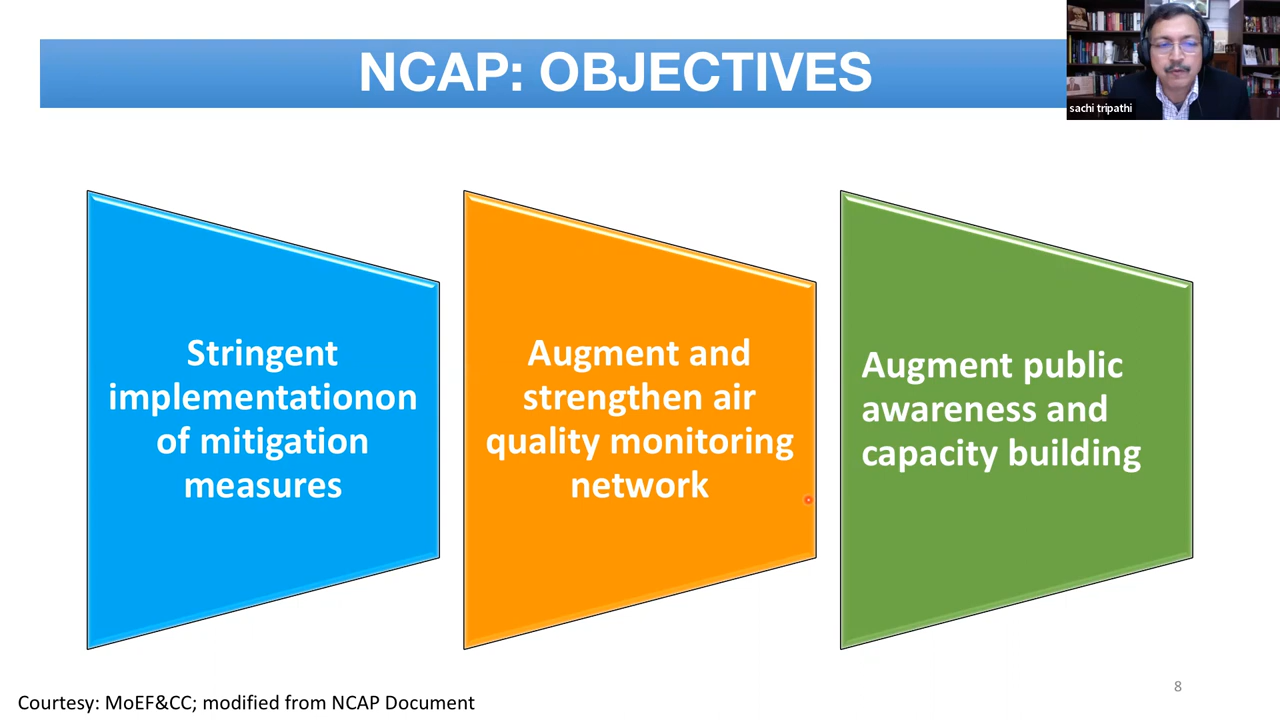 NCAP: OBJECTIVES
sachi tripathi
Stringent
implementationon
of mitigation
measures
Augment and
strengthen air
quality monitoring
network
Augment public
awareness and
capacity building
Courtesy: MoEF&CC; modified from NCAP Document
8